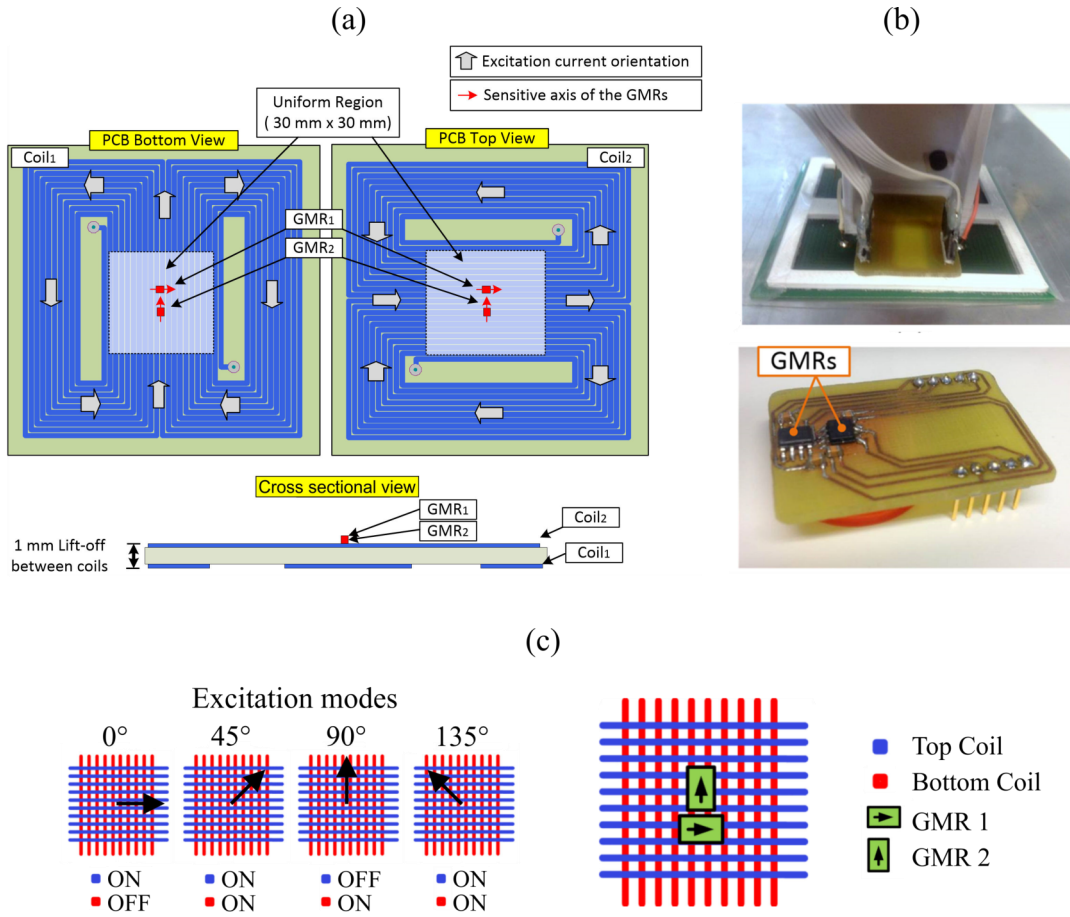 (a)
(b)
Excitation current orientation
Sensitive axis of the GMRs
Uniform Region
( 30 mm x 30 mm)
PCB Bottom View
PCB Top View
Coil1
Coil2
GMR1
GMR2
Cross sectional view
GMR1
GMR2
Coil2
Coil1
1 mm Lift-off
between coils
GMRs
(c)
Excitation modes
0° 45° 90° 135°
ON ON OFF ON
OFF ON ON ON
Top Coil
Bottom Coil
GMR 1
GMR 2